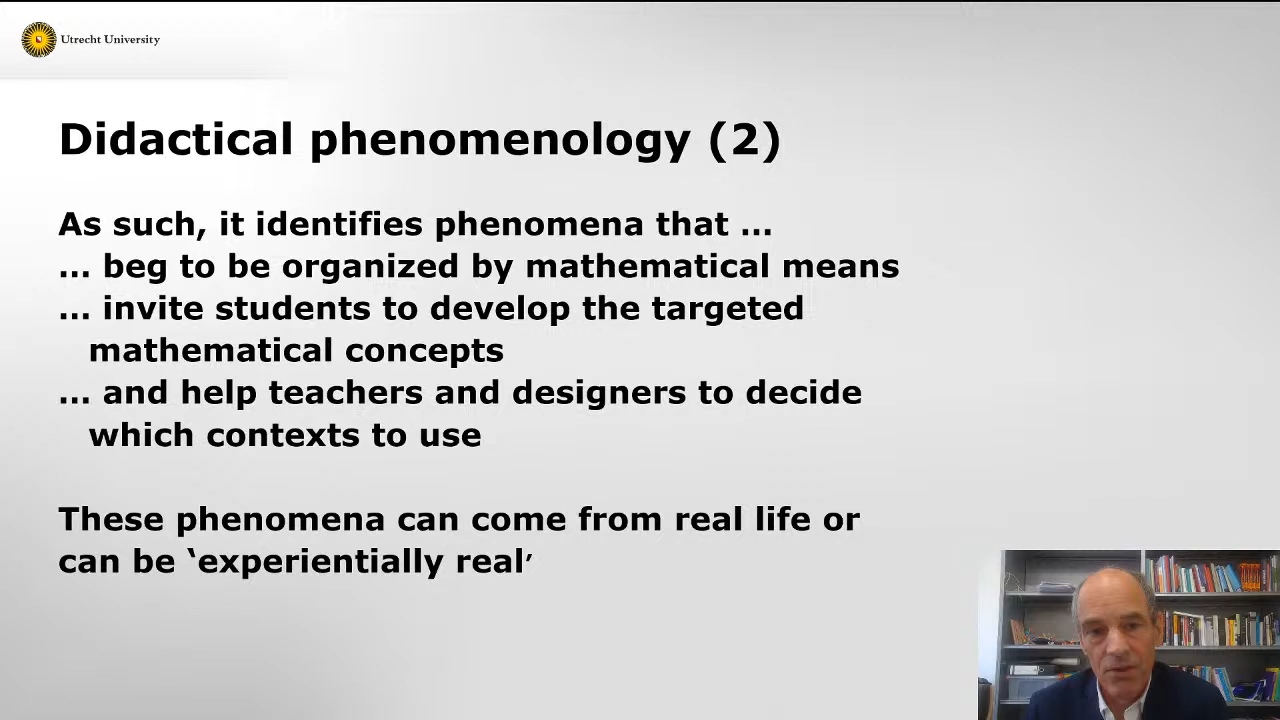 Utrecht University
Didactical phenomenology (2)
As such, it identifies phenomena that ...
... beg to be organized by mathematical means
... invite students to develop the targeted
mathematical concepts
... and help teachers and designers to decide
which contexts to use
These phenomena can come from real life or
can be ‘experientially real’